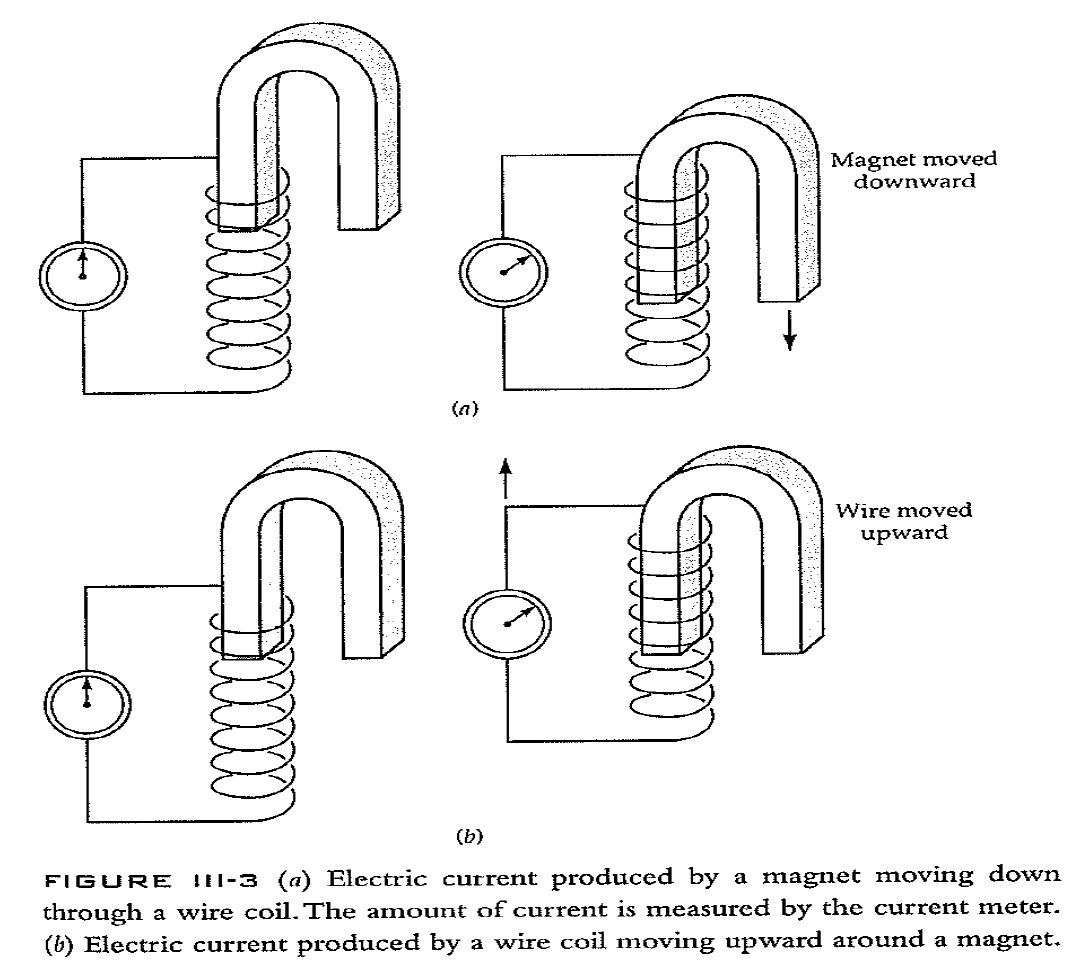 Magnet moved
downward
(a)
Wire moved
upward
(b)
FIGURE III-3 (a) Electric current produced by a magnet moving down
through a wire coil. The amount of current is measured by the current meter.
(b) Electric current produced by a wire coil moving upward around a magnet.